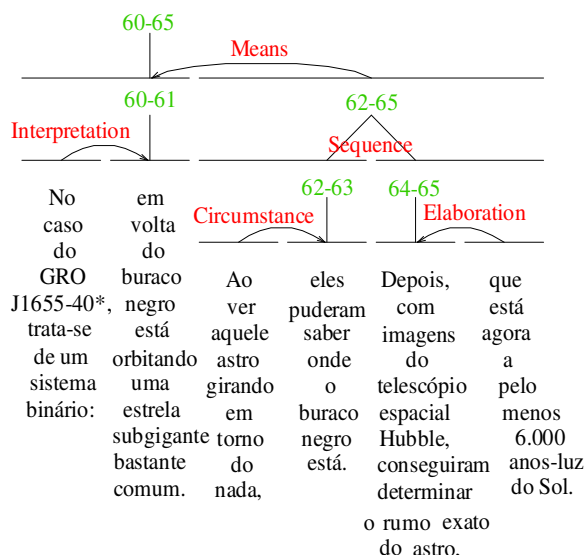 60-65
Means
60-61
62-65
Interpretation
Sequence
62-63
64-65
Circumstance
Elaboration
No
caso
do
GRO
J1655-40*,
trata-se
de um
sistema
binário:
em
volta
do
buraco
negro
está
orbitando
uma
estrela
subgigante
bastante
comum.
Ao
ver
aquele
astro
girando
em
torno
do
nada,
eles
puderam
saber
onde
o
buraco
negro
está.
Depois,
com
imagens
do
telescópio
espacial
Hubble,
conseguiram
determinar
o rumo exato
do astro,
que
está
agora
a
pelo
menos
6.000
anos-luz
do Sol.